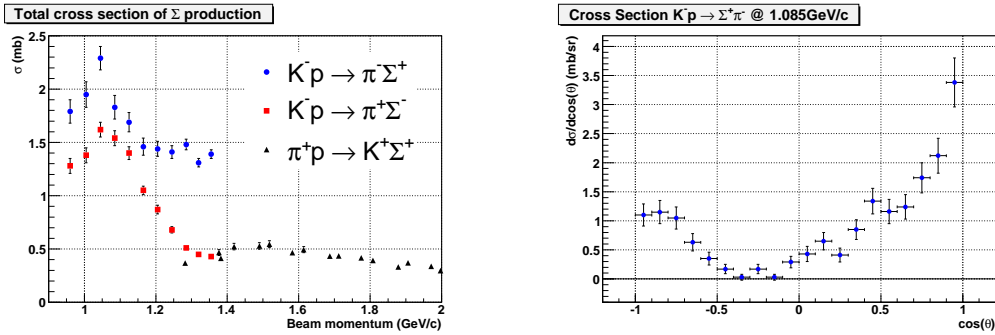 Total cross section of Σ production
σ (mb)
2.5
2
1.5
1
0.5
0
K⁻p → π⁻Σ⁺
K⁻p → π⁺Σ⁻
π⁺p → K⁺Σ⁺
1 1.2 1.4 1.6 1.8 2
Beam momentum (GeV/c)
Cross Section K⁻p → Σ⁺π⁻ @ 1.085GeV/c
dσ/dcos(θ) (mb/sr)
4
3.5
3
2.5
2
1.5
1
0.5
0
-1 -0.5 0 0.5 1
cos(θ)